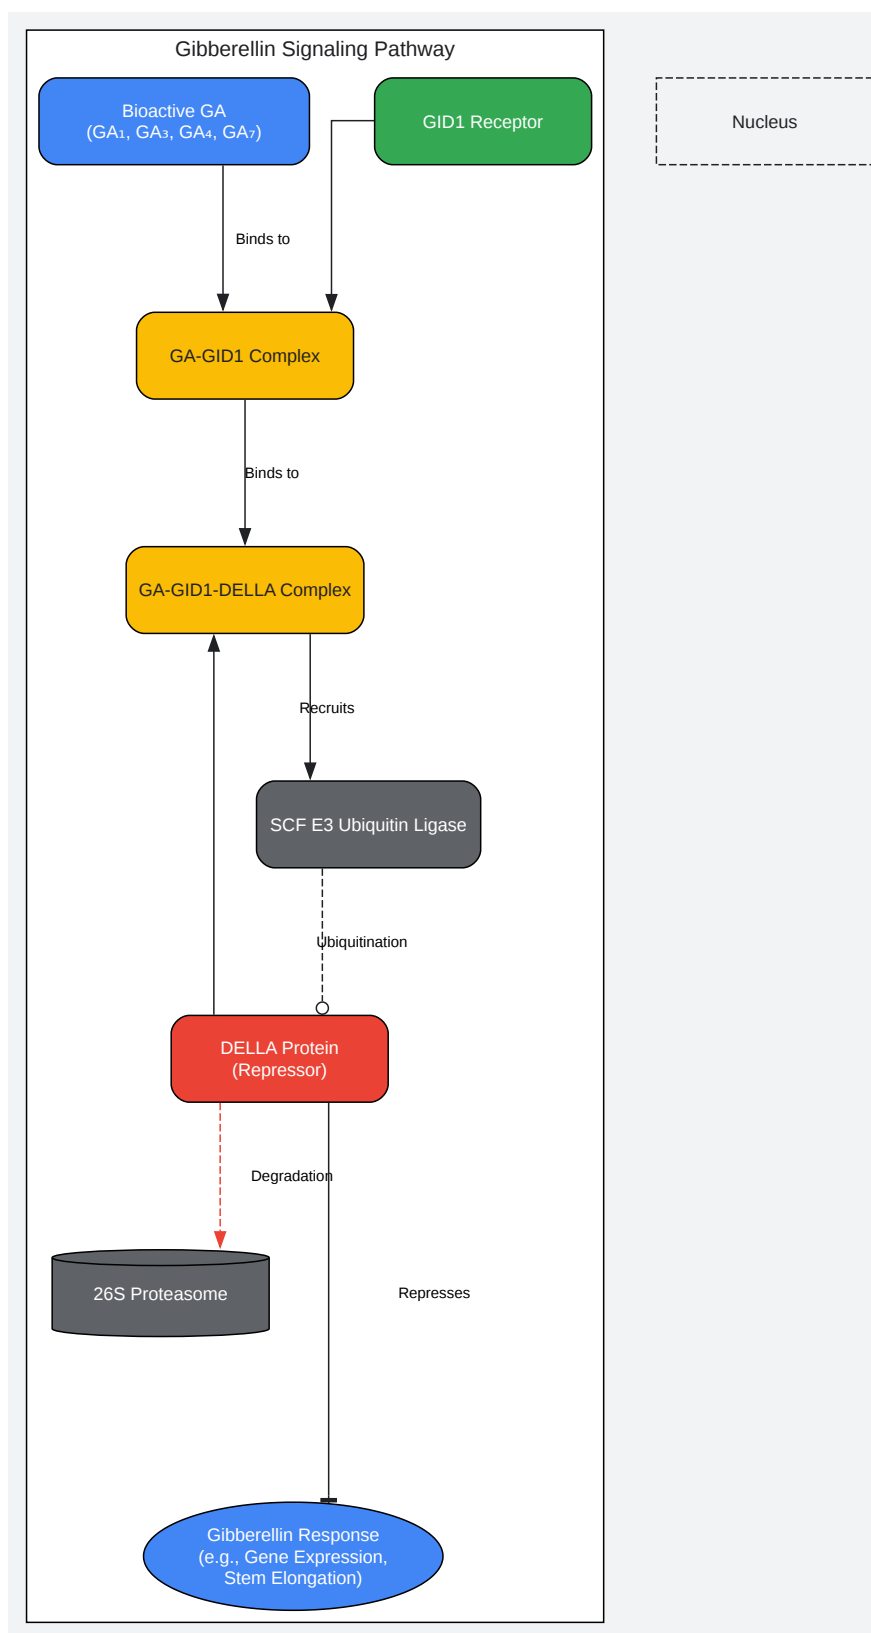 Gibberellin Signaling Pathway
Bioactive GA
(GA₁, GA₃, GA₄, GA₇)
GID1 Receptor
Nucleus
Binds to
GA-GID1 Complex
Binds to
GA-GID1-DELLA Complex
Recruits
SCF E3 Ubiquitin Ligase
Ubiquitination
DELLA Protein
(Repressor)
Degradation
26S Proteasome
Represses
Gibberellin Response
(e.g., Gene Expression,
Stem Elongation)